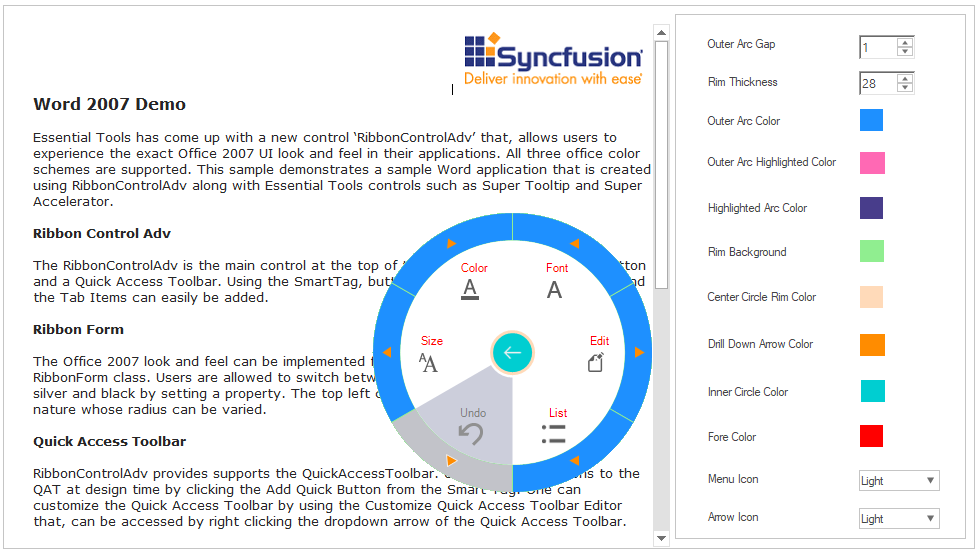 Syncfusion
Deliver innovation with ease
Word 2007 Demo
Essential Tools has come up with a new control ‘RibbonControlAdv’ that, allows users to
experience the exact Office 2007 UI look and feel in their applications. All three office color
schemes are supported. This sample demonstrates a sample Word application that is created
using RibbonControlAdv along with Essential Tools controls such as Super Tooltip and Super
Accelerator.
Ribbon Control Adv
The RibbonControlAdv is the main control at the top of
and a Quick Access Toolbar. Using the SmartTag,
the Tab Items can easily be added.
Ribbon Form
The Office 2007 look and feel can be implemented
RibbonForm class. Users are allowed to switch
silver and black by setting a property. The top left
nature whose radius can be varied.
Quick Access Toolbar
RibbonControlAdv provides supports the QuickAccessToolbar. to the
QAT at design time by clicking the Add Quick Button from the Smart Tag. One can
customize the Quick Access Toolbar by using the Customize Quick Access Toolbar Editor
that, can be accessed by right clicking the dropdown arrow of the Quick Access Toolbar.
Color
Font
A
A
Size
AA
Edit
Undo
List
Outer Arc Gap 1
Rim Thickness 28
Outer Arc Color
Outer Arc Highlighted Color
Highlighted Arc Color
Rim Background
Center Circle Rim Color
Drill Down Arrow Color
Inner Circle Color
Fore Color
Menu Icon Light
Arrow Icon Light